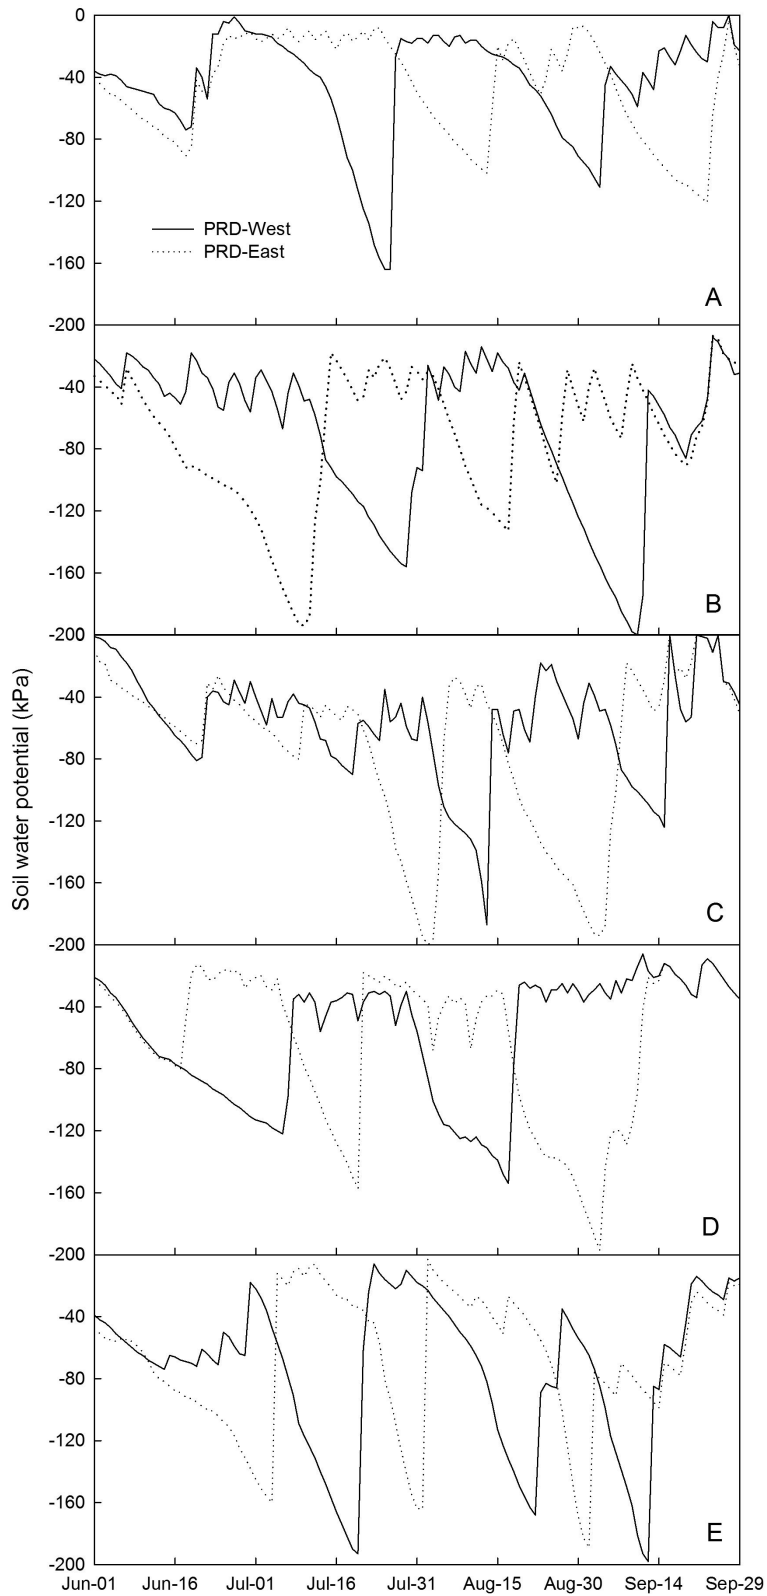 0
-40
-80
-120
-160
-200
PRD-West
PRD-East
A
-40
-80
-120
-160
-200
B
-40
-80
-120
-160
-200
C
Soil water potential (kPa)
-40
-80
-120
-160
-200
D
-40
-80
-120
-160
-200
E
Jun-01 Jun-16 Jul-01 Jul-16 Jul-31 Aug-15 Aug-30 Sep-14 Sep-29